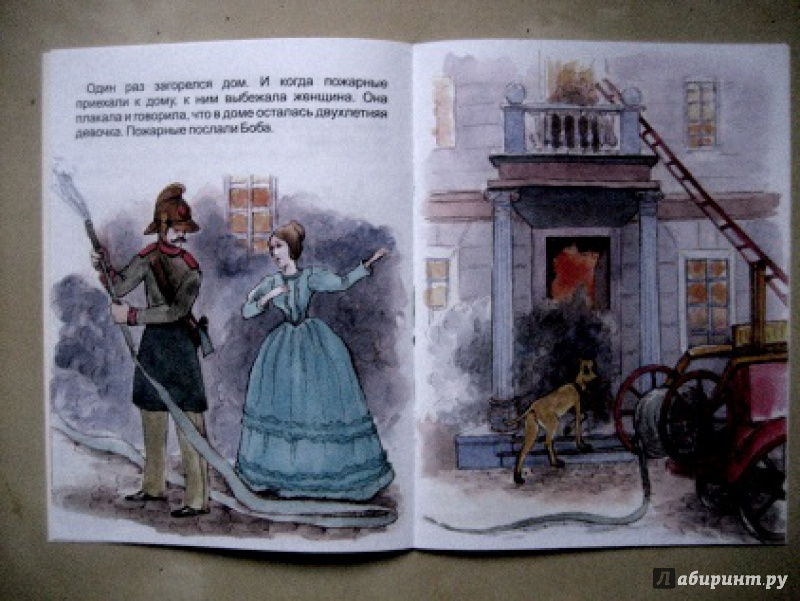 Один раз загорелся дом. И когда пожарные
приехали к дому, к ним выбежала женщина. Она
плакала и говорила, что в доме осталась двухлетняя
девочка. Пожарные послали Боба.
Лабиринт.ру